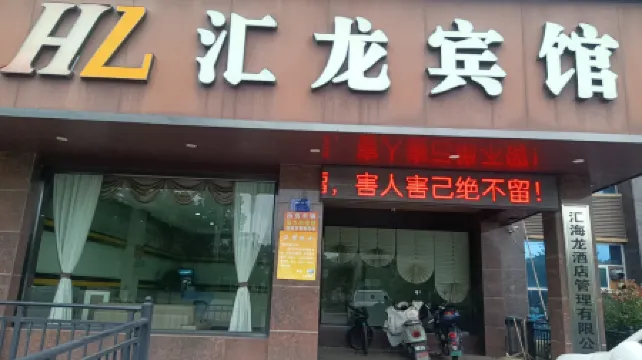 HZ 汇龙宾馆
，害人害己绝不留！
汇海龙酒店管理有限公